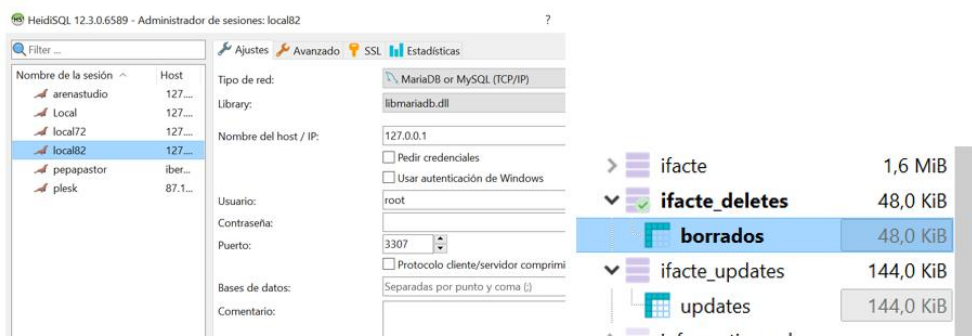 HeidiSQL 12.3.0.6589 - Administrador de sesiones: local82 ?
Filter ...
Nombre de la sesión Host
arenastudio 127....
Local 127....
local72 127....
local82 127....
pepapastor iber...
plesk 87.1...
Ajustes Avanzado SSL Estadísticas
Tipo de red: MariaDB or MySQL (TCP/IP)
Library: libmariadb.dll
Nombre del host / IP: 127.0.0.1
Pedir credenciales
Usar autenticación de Windows
Usuario: root
Contraseña:
Puerto: 3307
Protocolo cliente/servidor comprimi
Bases de datos: Separadas por punto y coma (;)
Comentario:
ifacte 1,6 MiB
ifacte_deletes 48,0 KiB
borrados 48,0 KiB
ifacte_updates 144,0 KiB
updates 144,0 KiB